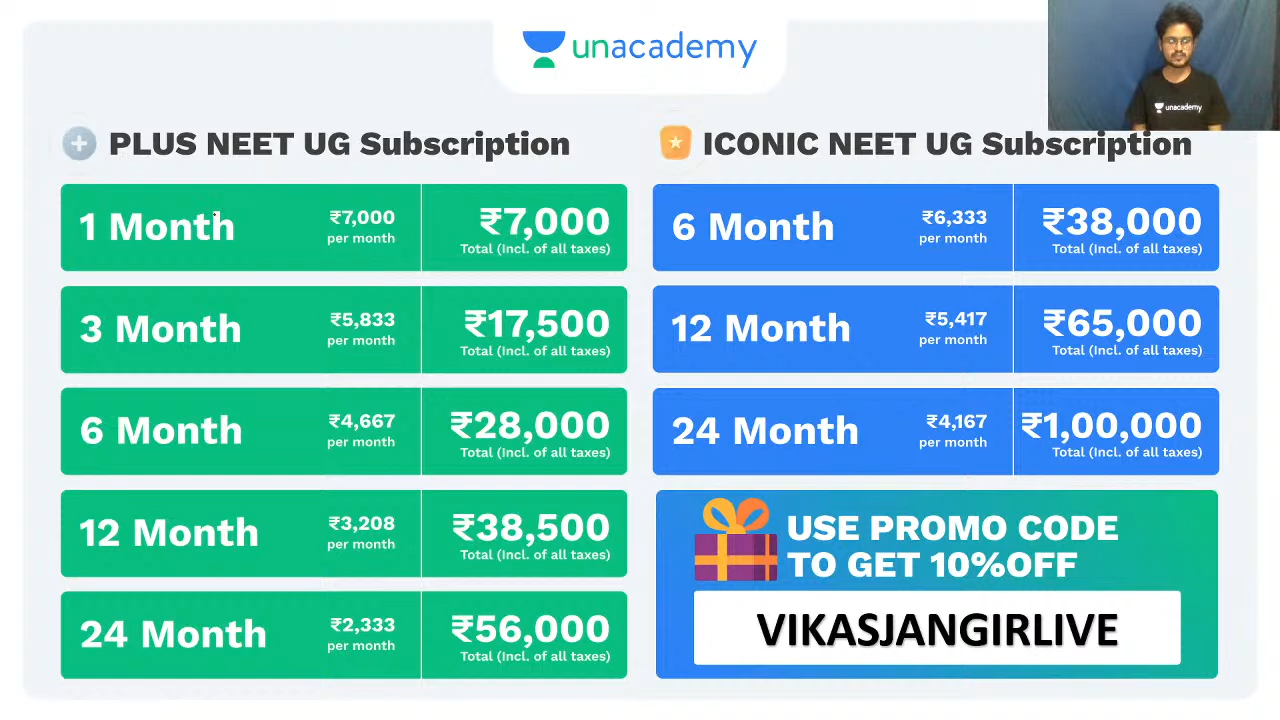 unacademy
unacademy
PLUS NEET UG Subscription
1 Month
₹7,000
per month
₹7,000
Total (Incl. of all taxes)
3 Month
₹5,833
per month
₹17,500
Total (Incl. of all taxes)
6 Month
₹4,667
per month
₹28,000
Total (Incl. of all taxes)
12 Month
₹3,208
per month
₹38,500
Total (Incl. of all taxes)
24 Month
₹2,333
per month
₹56,000
Total (Incl. of all taxes)
ICONIC NEET UG Subscription
6 Month
₹6,333
per month
₹38,000
Total (Incl. of all taxes)
12 Month
₹5,417
per month
₹65,000
Total (Incl. of all taxes)
24 Month
₹4,167
per month
₹1,00,000
Total (Incl. of all taxes)
USE PROMO CODE
TO GET 10%OFF
VIKASJANGIRLIVE